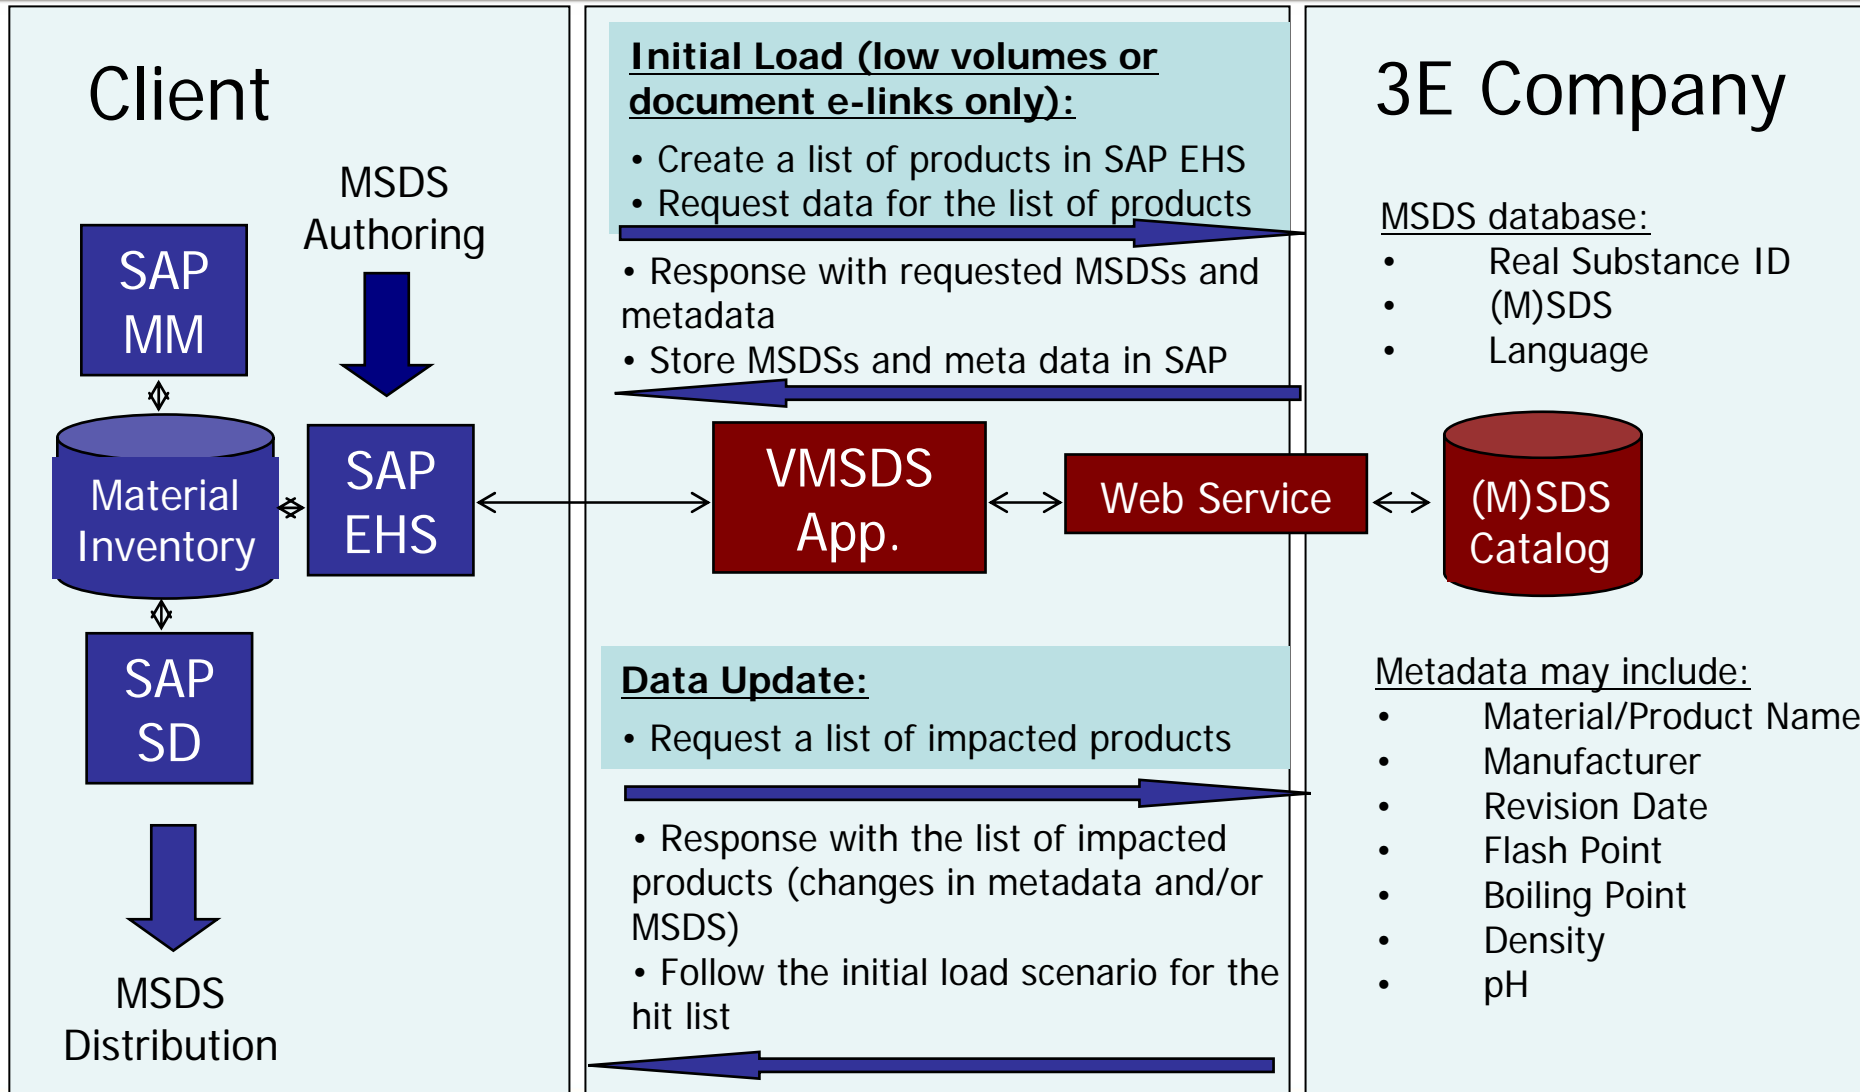 Client
MSDS
Authoring
SAP
MM
Material
Inventory
SAP
EHS
SAP
SD
MSDS
Distribution
Initial Load (low volumes or
document e-links only):
• Create a list of products in SAP EHS
• Request data for the list of products
• Response with requested MSDSs and
metadata
• Store MSDSs and meta data in SAP
VMSDS
App.
Web Service
Data Update:
• Request a list of impacted products
• Response with the list of impacted
products (changes in metadata and/or
MSDS)
• Follow the initial load scenario for the
hit list
3E Company
MSDS database:
• Real Substance ID
• (M)SDS
• Language
(M)SDS
Catalog
Metadata may include:
• Material/Product Name
• Manufacturer
• Revision Date
• Flash Point
• Boiling Point
• Density
• pH